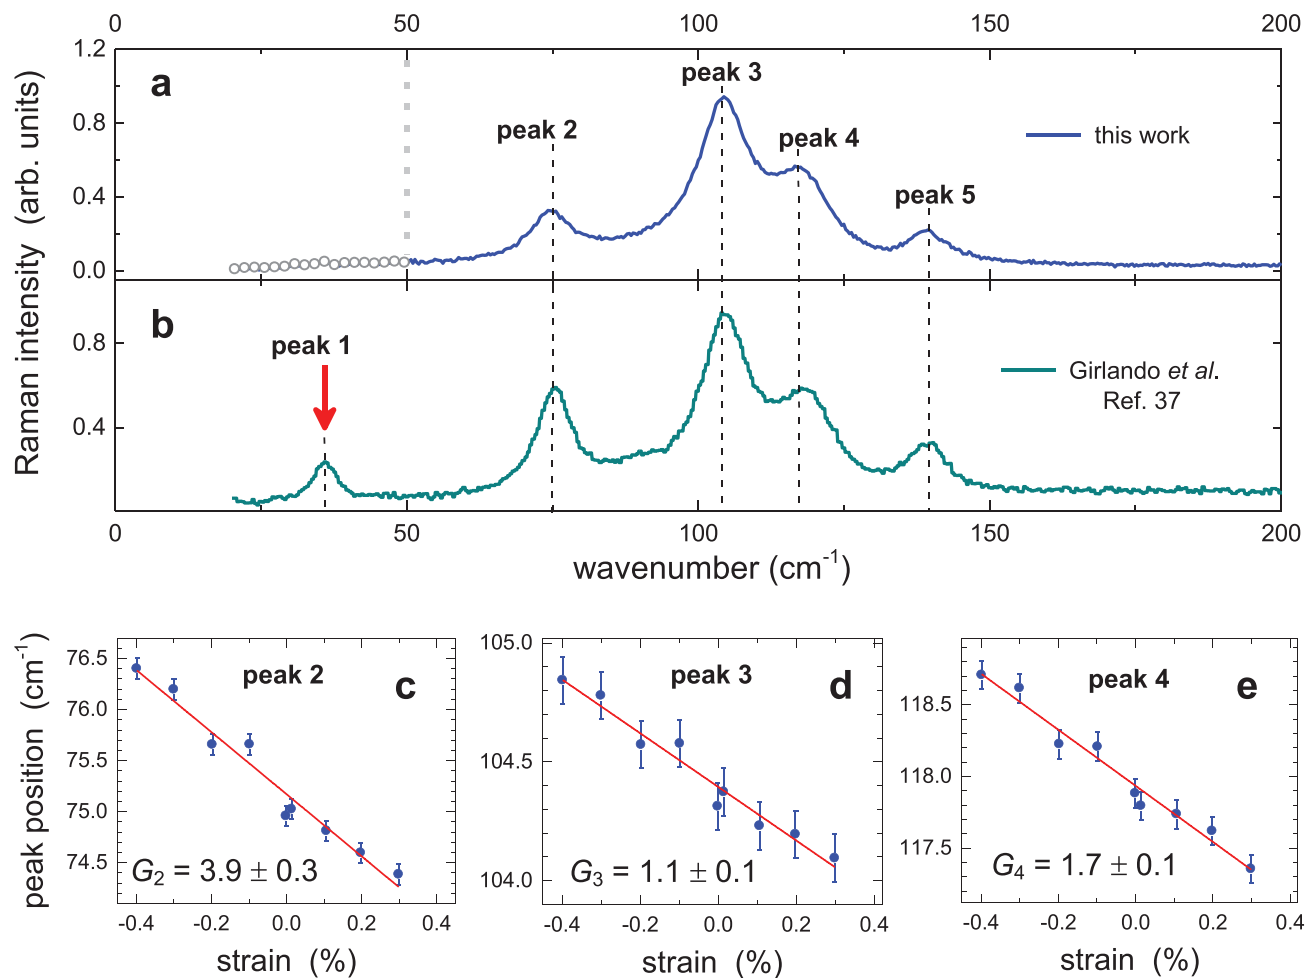 0 50 100 150 200
1.2
0.8
0.4
0.0
a
peak 2
peak 3
peak 4
peak 5
this work
b
0.8
0.4
peak 1
Girlando et al.
Ref. 37
Raman intensity (arb. units)
0 50 100 150 200
wavenumber (cm-1)
peak position (cm-1)
76.5
76.0
75.5
75.0
74.5
peak 2
c
G2 = 3.9 ± 0.3
-0.4 -0.2 0.0 0.2 0.4
strain (%)
105.0
104.5
104.0
peak 3
d
G3 = 1.1 ± 0.1
-0.4 -0.2 0.0 0.2 0.4
strain (%)
118.5
118.0
117.5
peak 4
e
G4 = 1.7 ± 0.1
-0.4 -0.2 0.0 0.2 0.4
strain (%)